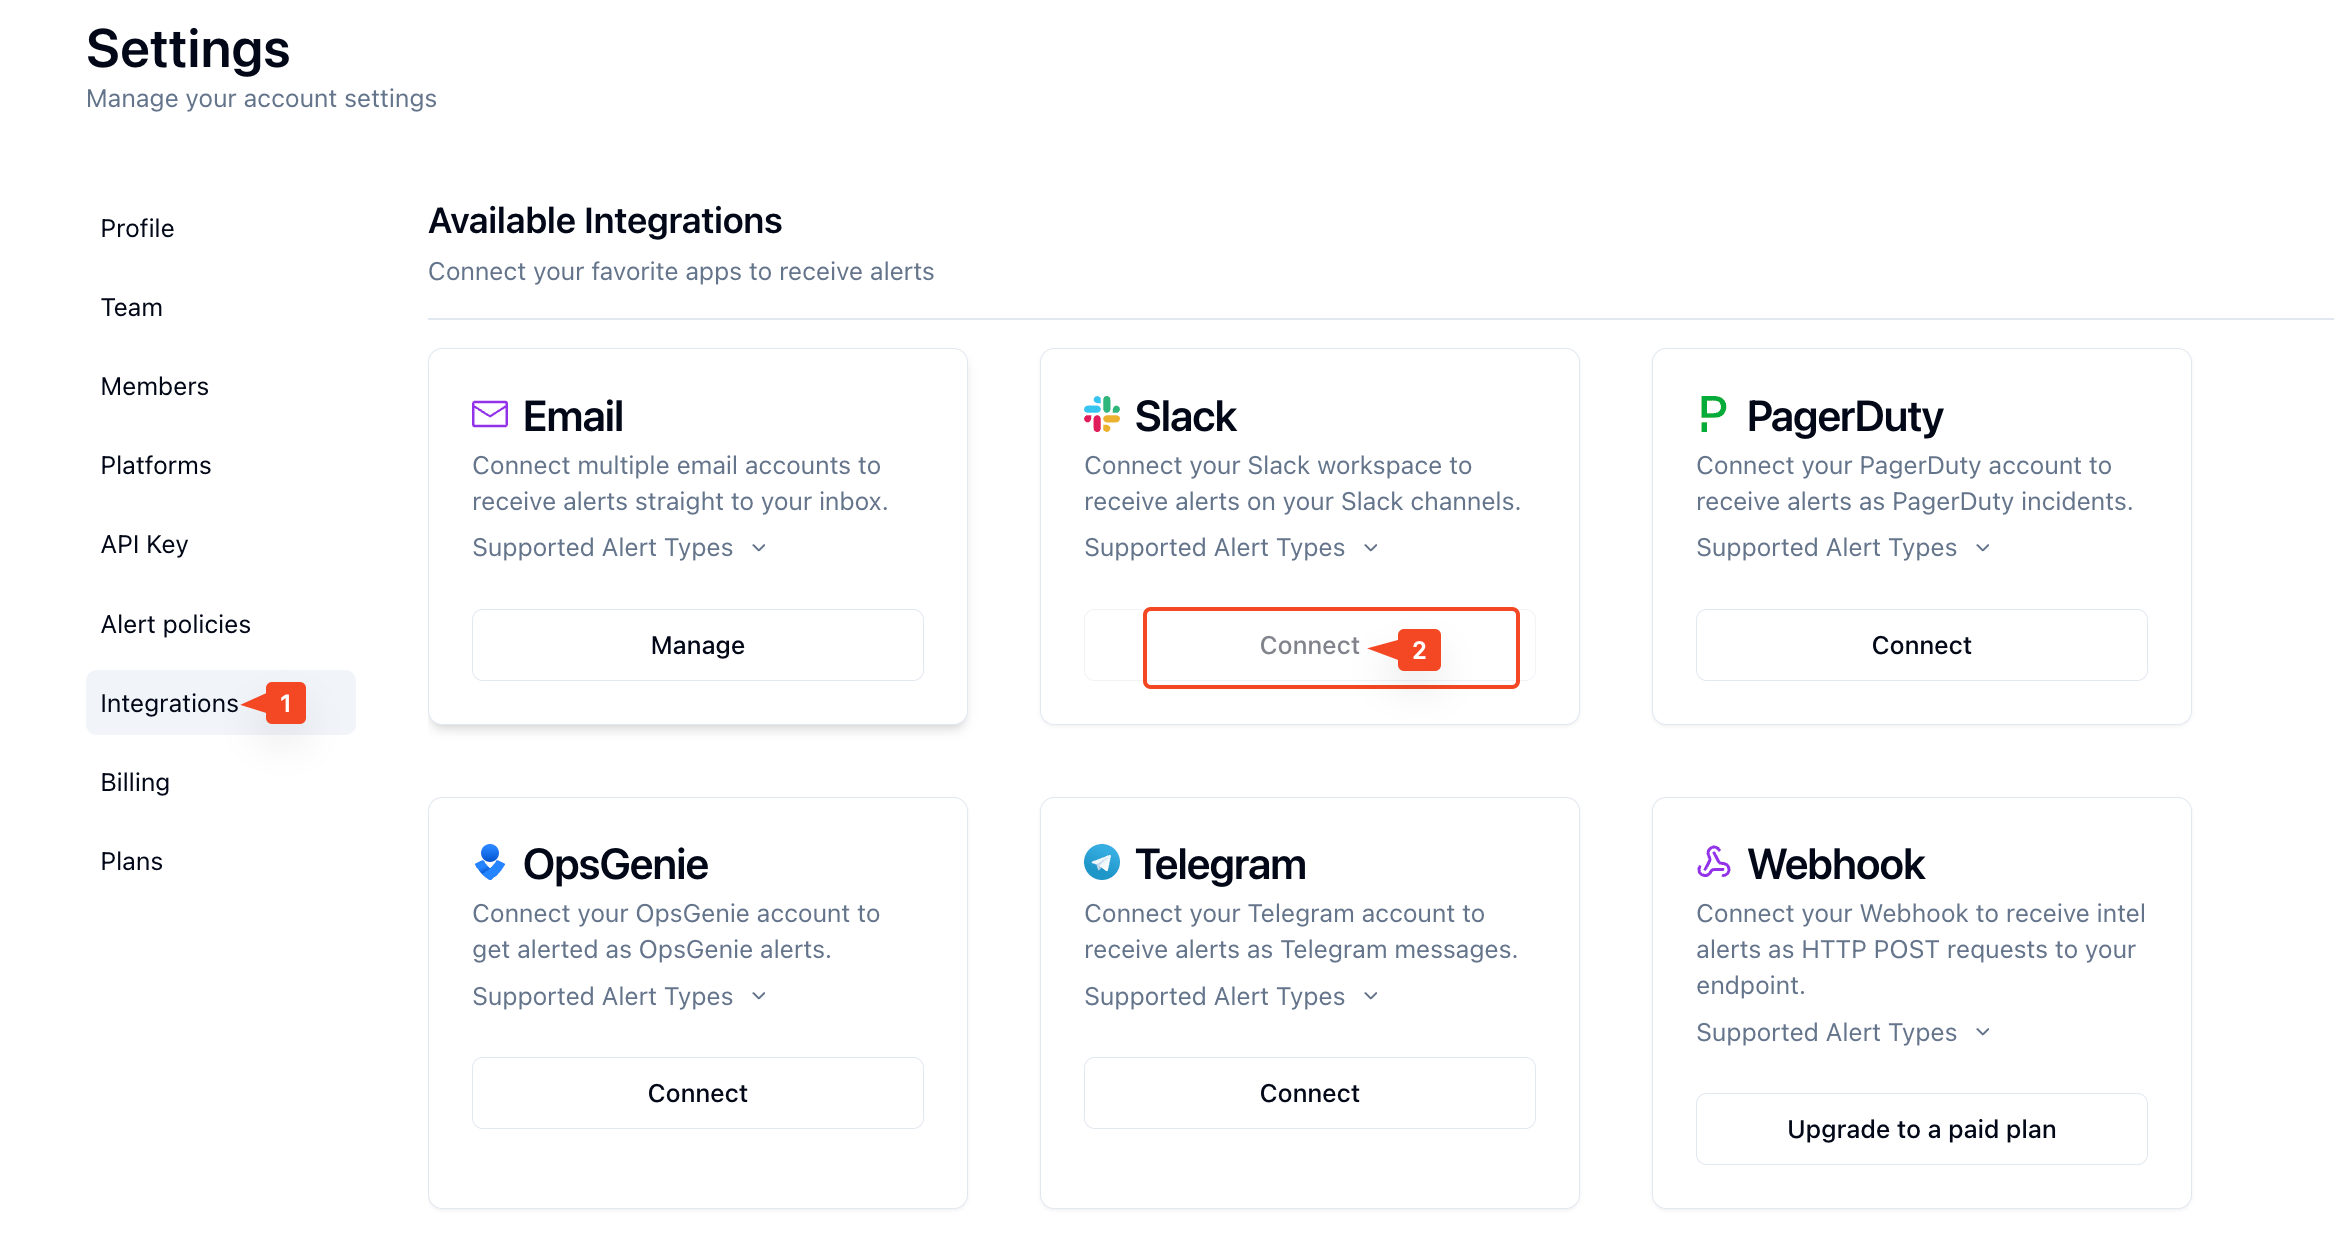 Settings
Manage your account settings
Profile
Team
Members
Platforms
API Key
Alert policies
Integrations 1
Billing
Plans
Available Integrations
Connect your favorite apps to receive alerts
Email
Connect multiple email accounts to
receive alerts straight to your inbox.
Supported Alert Types
Manage
Slack
Connect your Slack workspace to
receive alerts on your Slack channels.
Supported Alert Types
Connect 2
PagerDuty
Connect your PagerDuty account to
receive alerts as PagerDuty incidents.
Supported Alert Types
Connect
OpsGenie
Connect your OpsGenie account to
get alerted as OpsGenie alerts.
Supported Alert Types
Connect
Telegram
Connect your Telegram account to
receive alerts as Telegram messages.
Supported Alert Types
Connect
Webhook
Connect your Webhook to receive intel
alerts as HTTP POST requests to your
endpoint.
Supported Alert Types
Upgrade to a paid plan